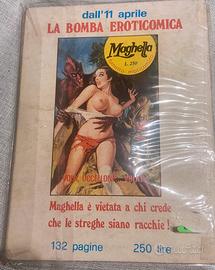 dall'11 aprile
LA BOMBA EROTICOMICA
Maghella
L. 250
Maghella è vietata a chi crede
che le streghe siano racchie!
132 pagine 250 lire